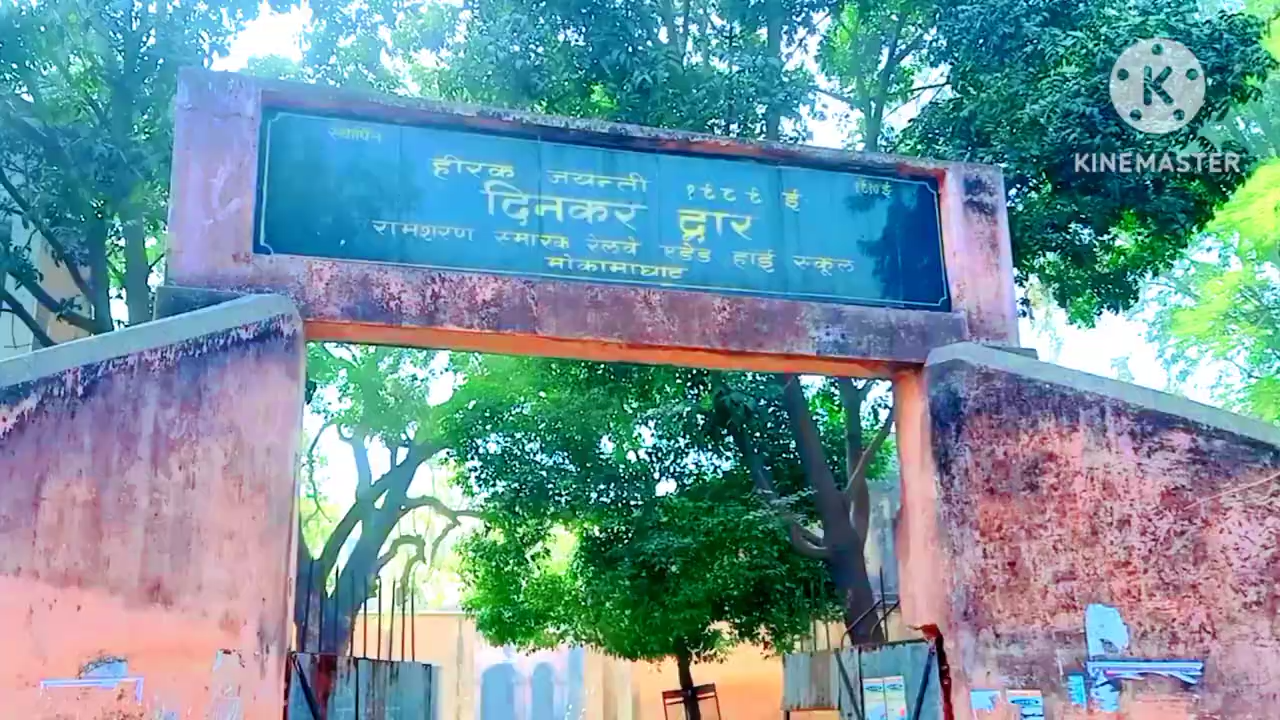 स्थापित
हीरक जयन्ती १९८९ ई
दिनकर द्वार
रामशरण स्मारक रेलवे एडेड हाई स्कूल
मोकामाघाट
KINEMASTER